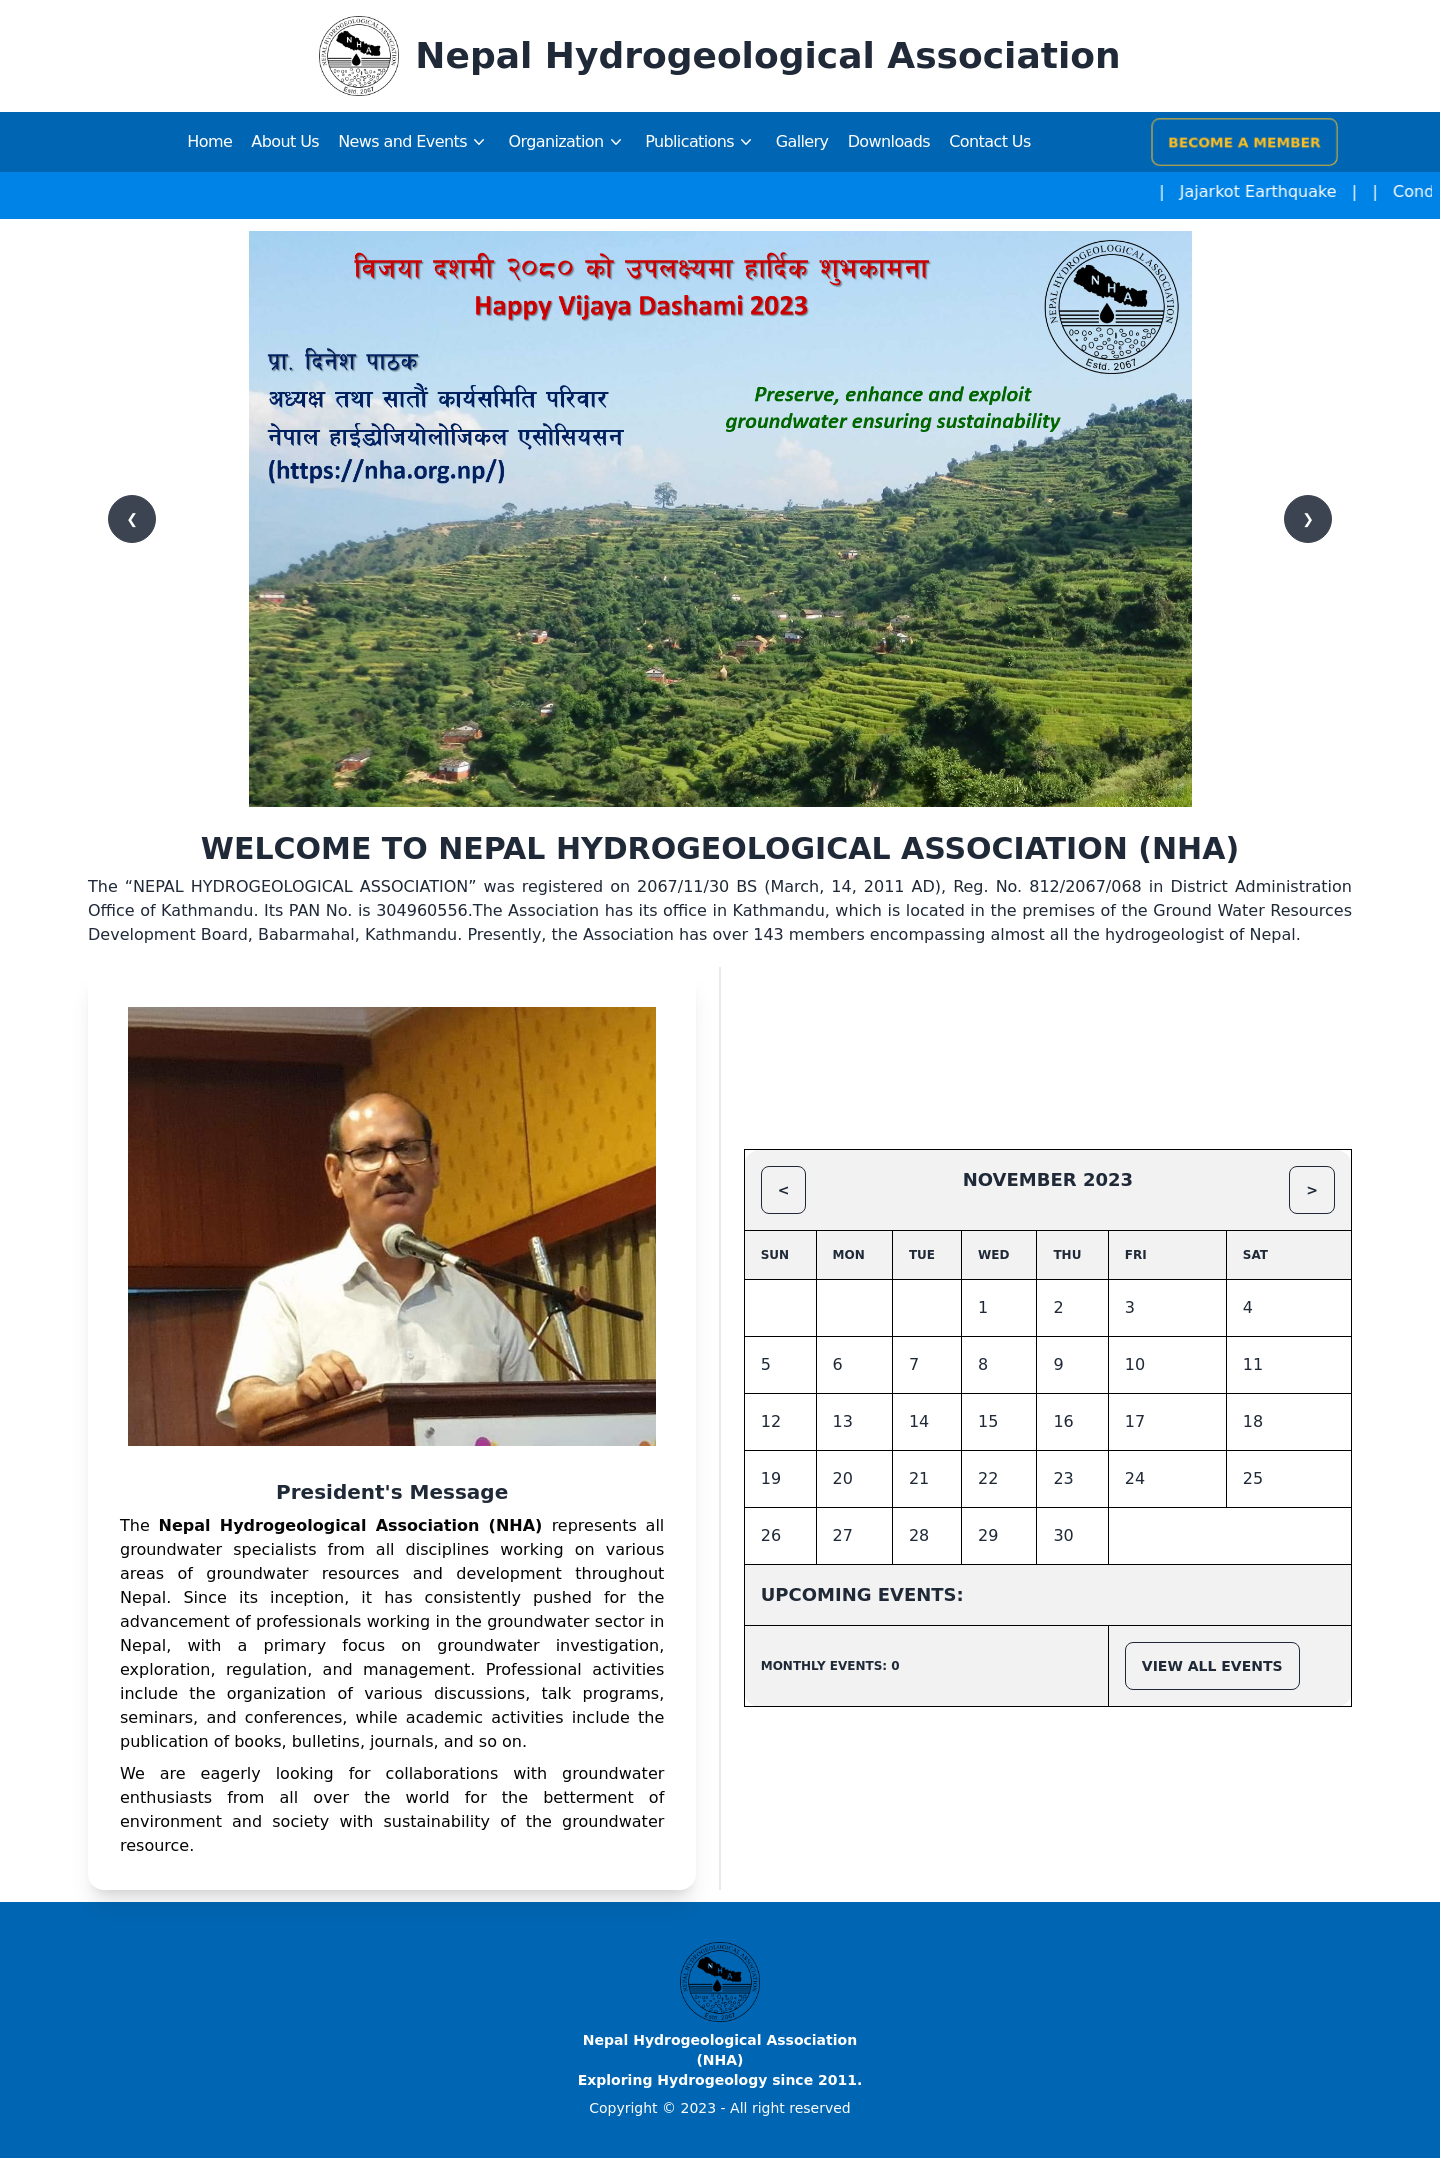 NEPAL HYDROGEOLOGICAL ASSOCIATION
N H A
Estd. 2067
Nepal Hydrogeological Association
Home About Us News and Events Organization Publications Gallery Downloads Contact Us BECOME A MEMBER
| Jajarkot Earthquake | | Cond
विजया दशमी २०८० को उपलक्ष्यमा हार्दिक शुभकामना
Happy Vijaya Dashami 2023
NEPAL HYDROGEOLOGICAL ASSOCIATION
N H A
Estd. 2067
प्रा. दिनेश पाठक
अध्यक्ष तथा सातौं कार्यसमिति परिवार
नेपाल हाईड्रोजियोलोजिकल एसोसियसन
(https://nha.org.np/)
Preserve, enhance and exploit
groundwater ensuring sustainability
❮ ❯
WELCOME TO NEPAL HYDROGEOLOGICAL ASSOCIATION (NHA)
The “NEPAL HYDROGEOLOGICAL ASSOCIATION” was registered on 2067/11/30 BS (March, 14, 2011 AD), Reg. No. 812/2067/068 in District Administration
Office of Kathmandu. Its PAN No. is 304960556.The Association has its office in Kathmandu, which is located in the premises of the Ground Water Resources
Development Board, Babarmahal, Kathmandu. Presently, the Association has over 143 members encompassing almost all the hydrogeologist of Nepal.
President's Message
The Nepal Hydrogeological Association (NHA) represents all
groundwater specialists from all disciplines working on various
areas of groundwater resources and development throughout
Nepal. Since its inception, it has consistently pushed for the
advancement of professionals working in the groundwater sector in
Nepal, with a primary focus on groundwater investigation,
exploration, regulation, and management. Professional activities
include the organization of various discussions, talk programs,
seminars, and conferences, while academic activities include the
publication of books, bulletins, journals, and so on.
We are eagerly looking for collaborations with groundwater
enthusiasts from all over the world for the betterment of
environment and society with sustainability of the groundwater
resource.
< NOVEMBER 2023 >
SUN MON TUE WED THU FRI SAT
1 2 3 4
5 6 7 8 9 10 11
12 13 14 15 16 17 18
19 20 21 22 23 24 25
26 27 28 29 30
UPCOMING EVENTS:
MONTHLY EVENTS: 0 VIEW ALL EVENTS
NEPAL HYDROGEOLOGICAL ASSOCIATION
N H A
Estd. 2067
Nepal Hydrogeological Association
(NHA)
Exploring Hydrogeology since 2011.
Copyright © 2023 - All right reserved